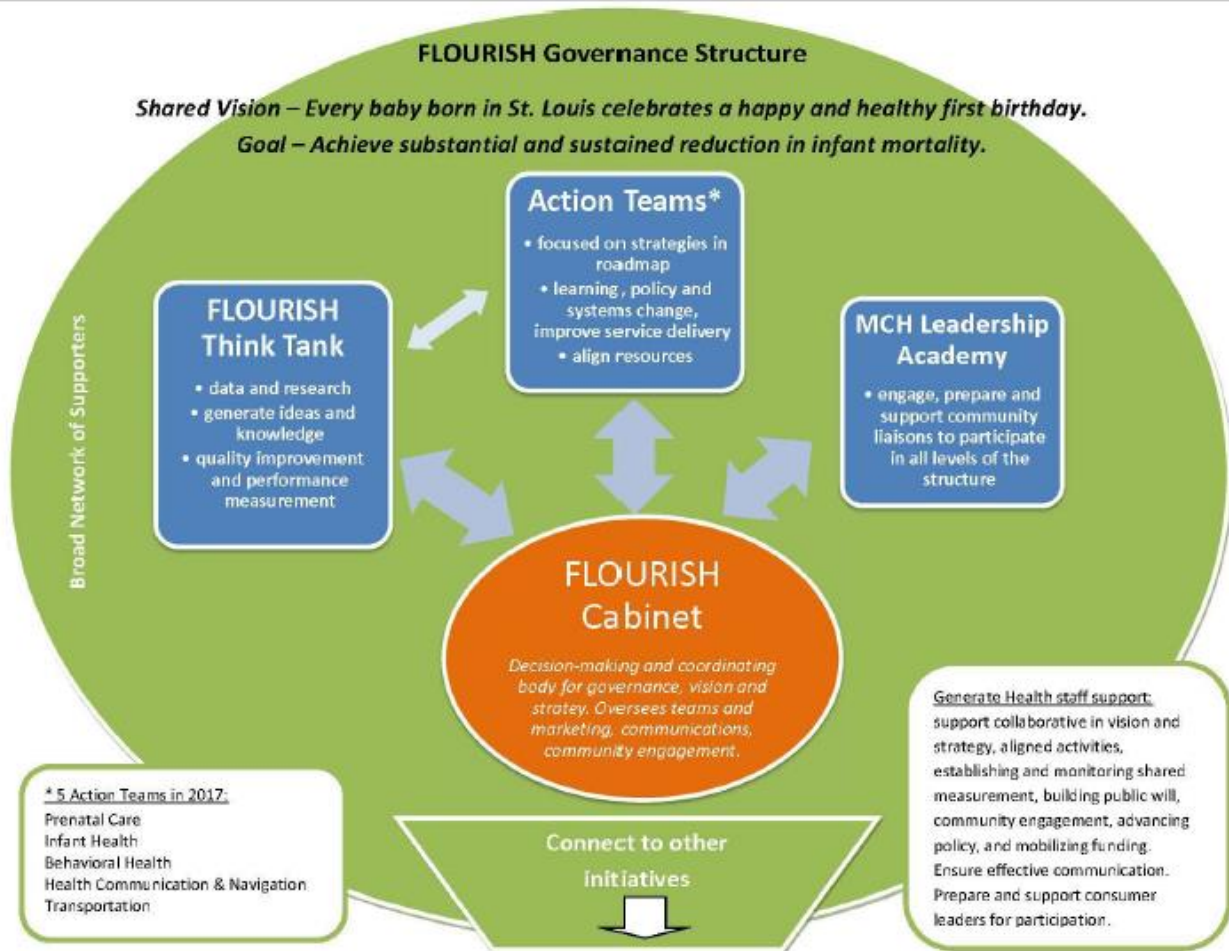 FLOURISH Governance Structure
Shared Vision – Every baby born in St. Louis celebrates a happy and healthy first birthday.
Goal – Achieve substantial and sustained reduction in infant mortality.
Action Teams*
• focused on strategies in
roadmap
• learning, policy and
systems change,
improve service delivery
• align resources
FLOURISH
Think Tank
• data and research
• generate ideas and
knowledge
• quality improvement
and performance
measurement
MCH Leadership
Academy
• engage, prepare and
support community
liaisons to participate
in all levels of the
structure
Broad Network of Supporters
FLOURISH
Cabinet
Decision-making and coordinating
body for governance, vision and
stratey. Oversees teams and
marketing, communications,
community engagement.
* 5 Action Teams in 2017:
Prenatal Care
Infant Health
Behavioral Health
Health Communication & Navigation
Transportation
Connect to other
initiatives
Generate Health staff support:
support collaborative in vision and
strategy, aligned activities,
establishing and monitoring shared
measurement, building public will,
community engagement, advancing
policy, and mobilizing funding.
Ensure effective communication.
Prepare and support consumer
leaders for participation.